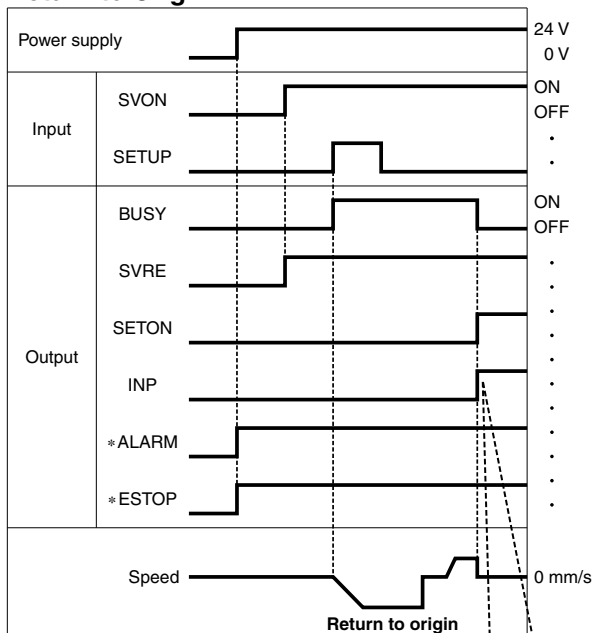 Power supply
24 V
0 V
Input
SVON
ON
OFF
SETUP
Output
BUSY
ON
OFF
SVRE
SETON
INP
*ALARM
*ESTOP
Speed
0 mm/s
Return to origin